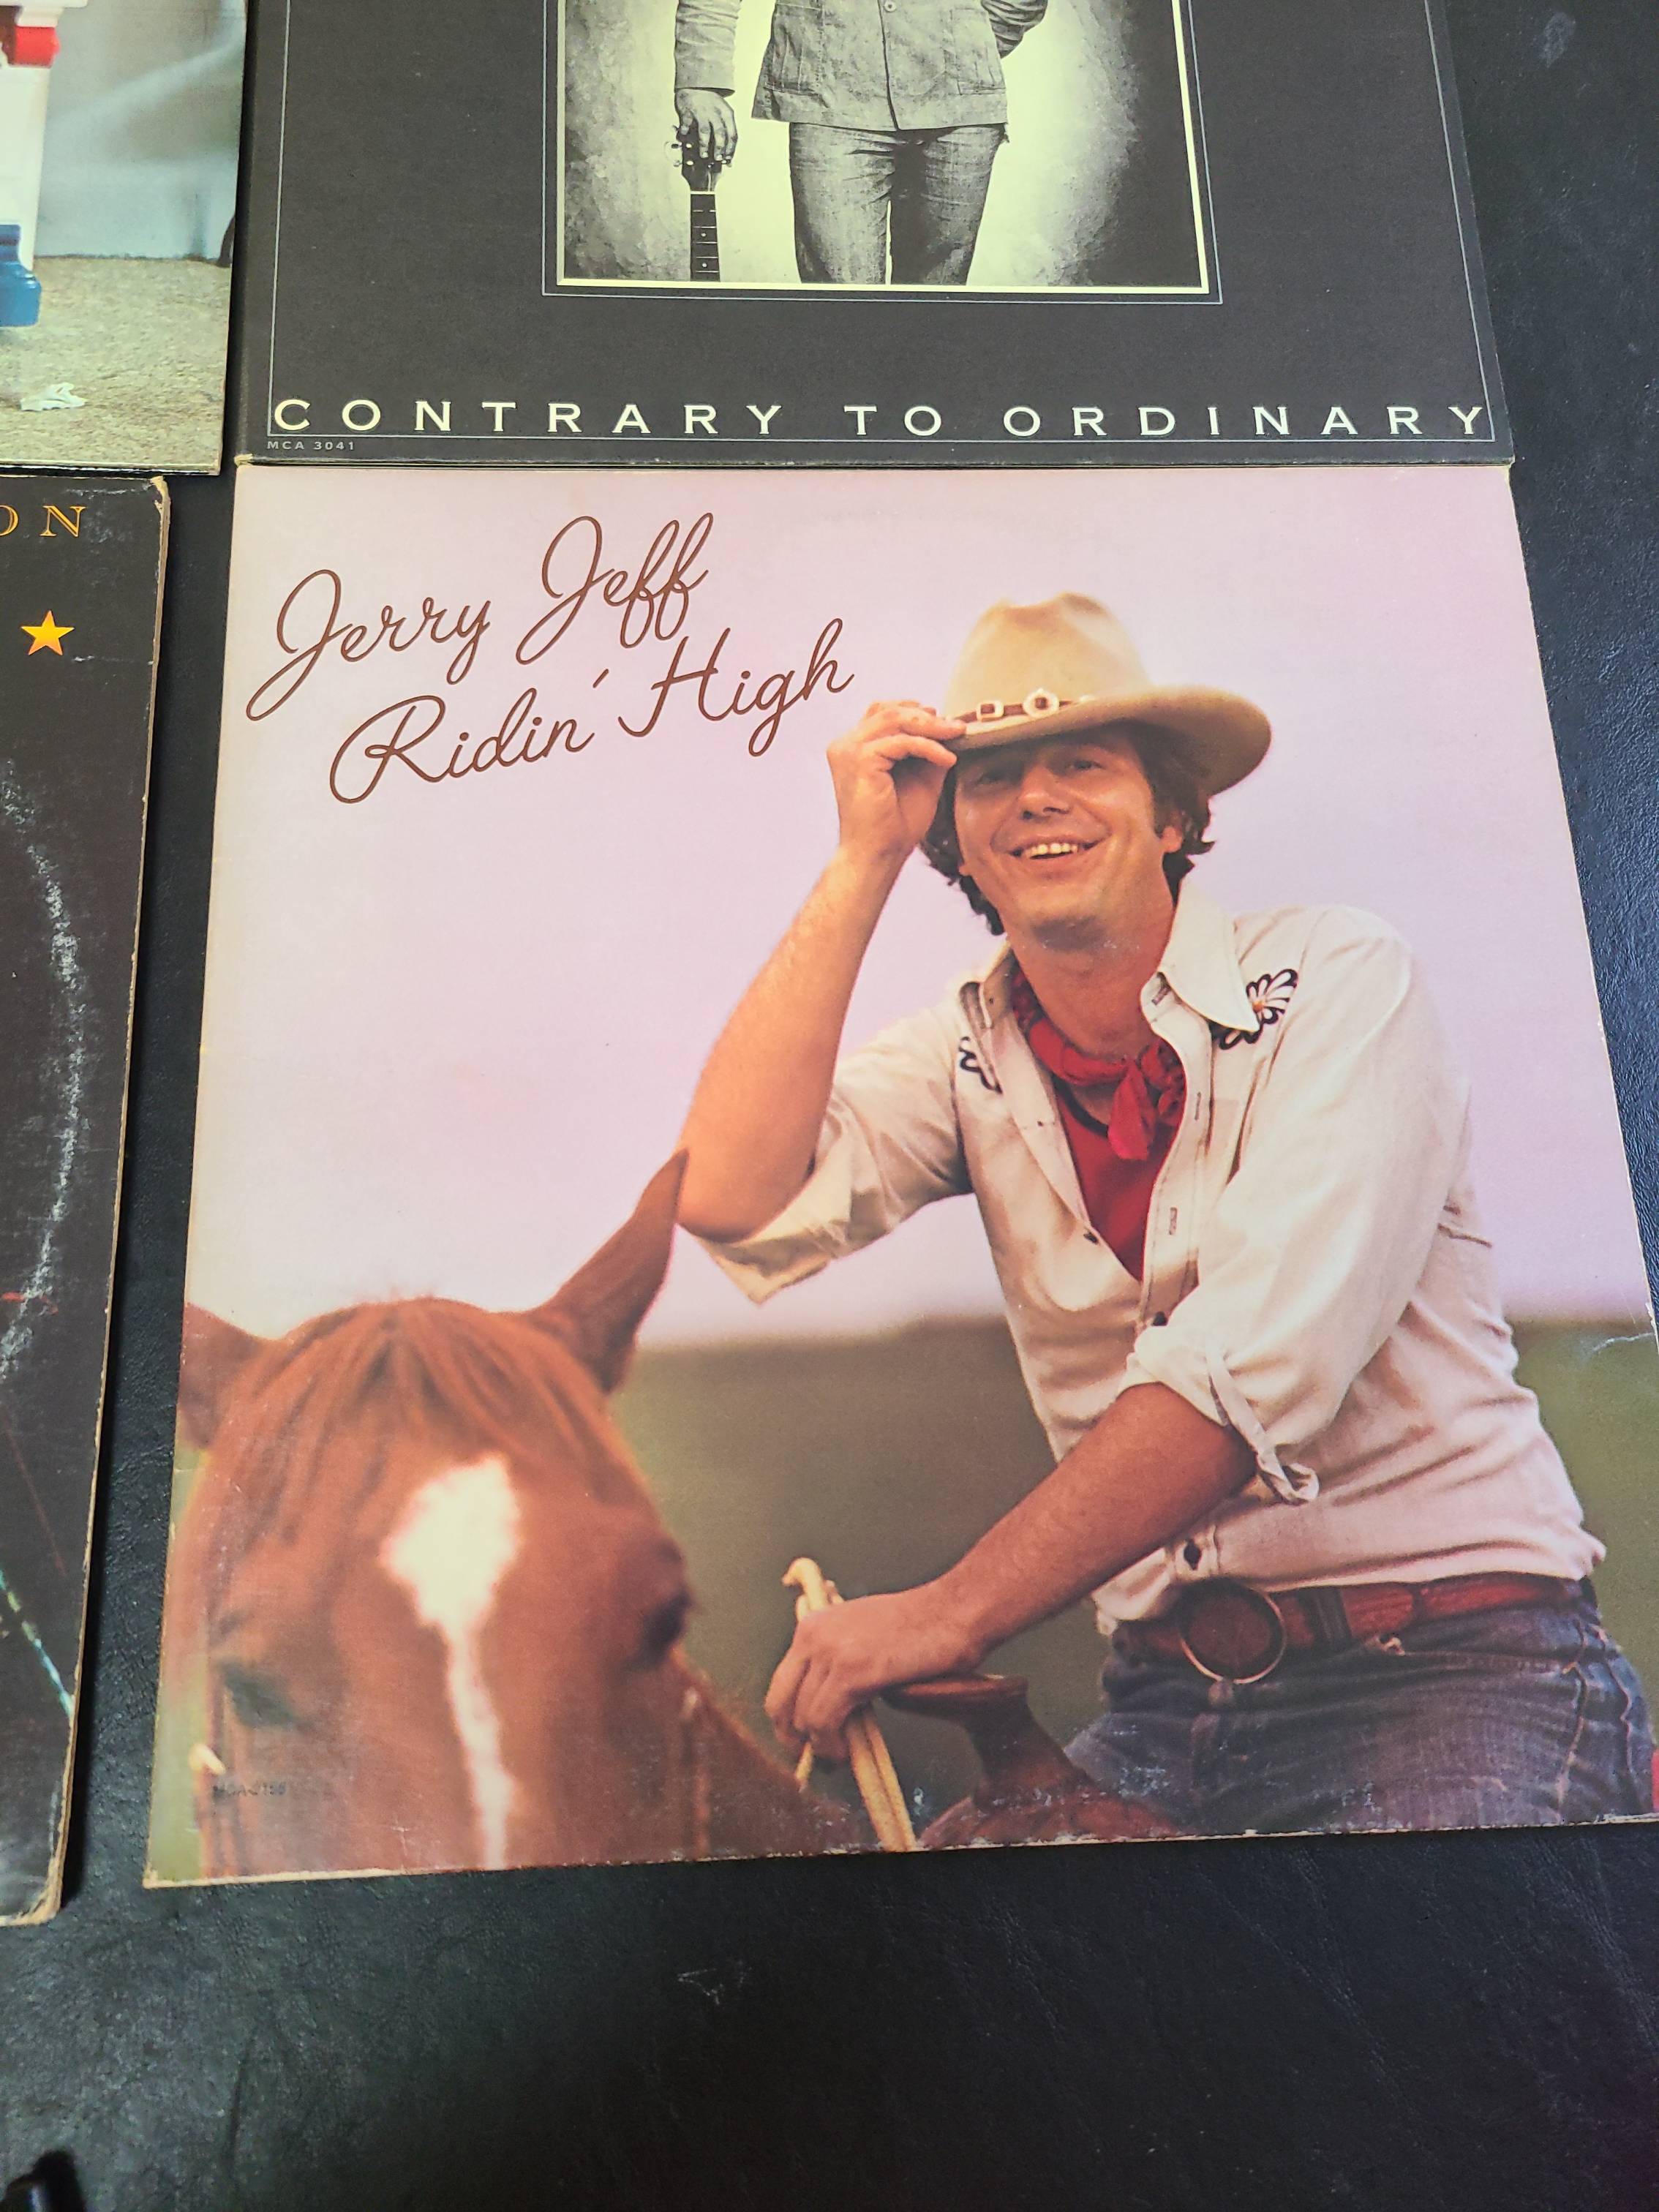 CONTRARY TO ORDINARY
MCA 3041
ON
Jerry Jeff
Ridin' High